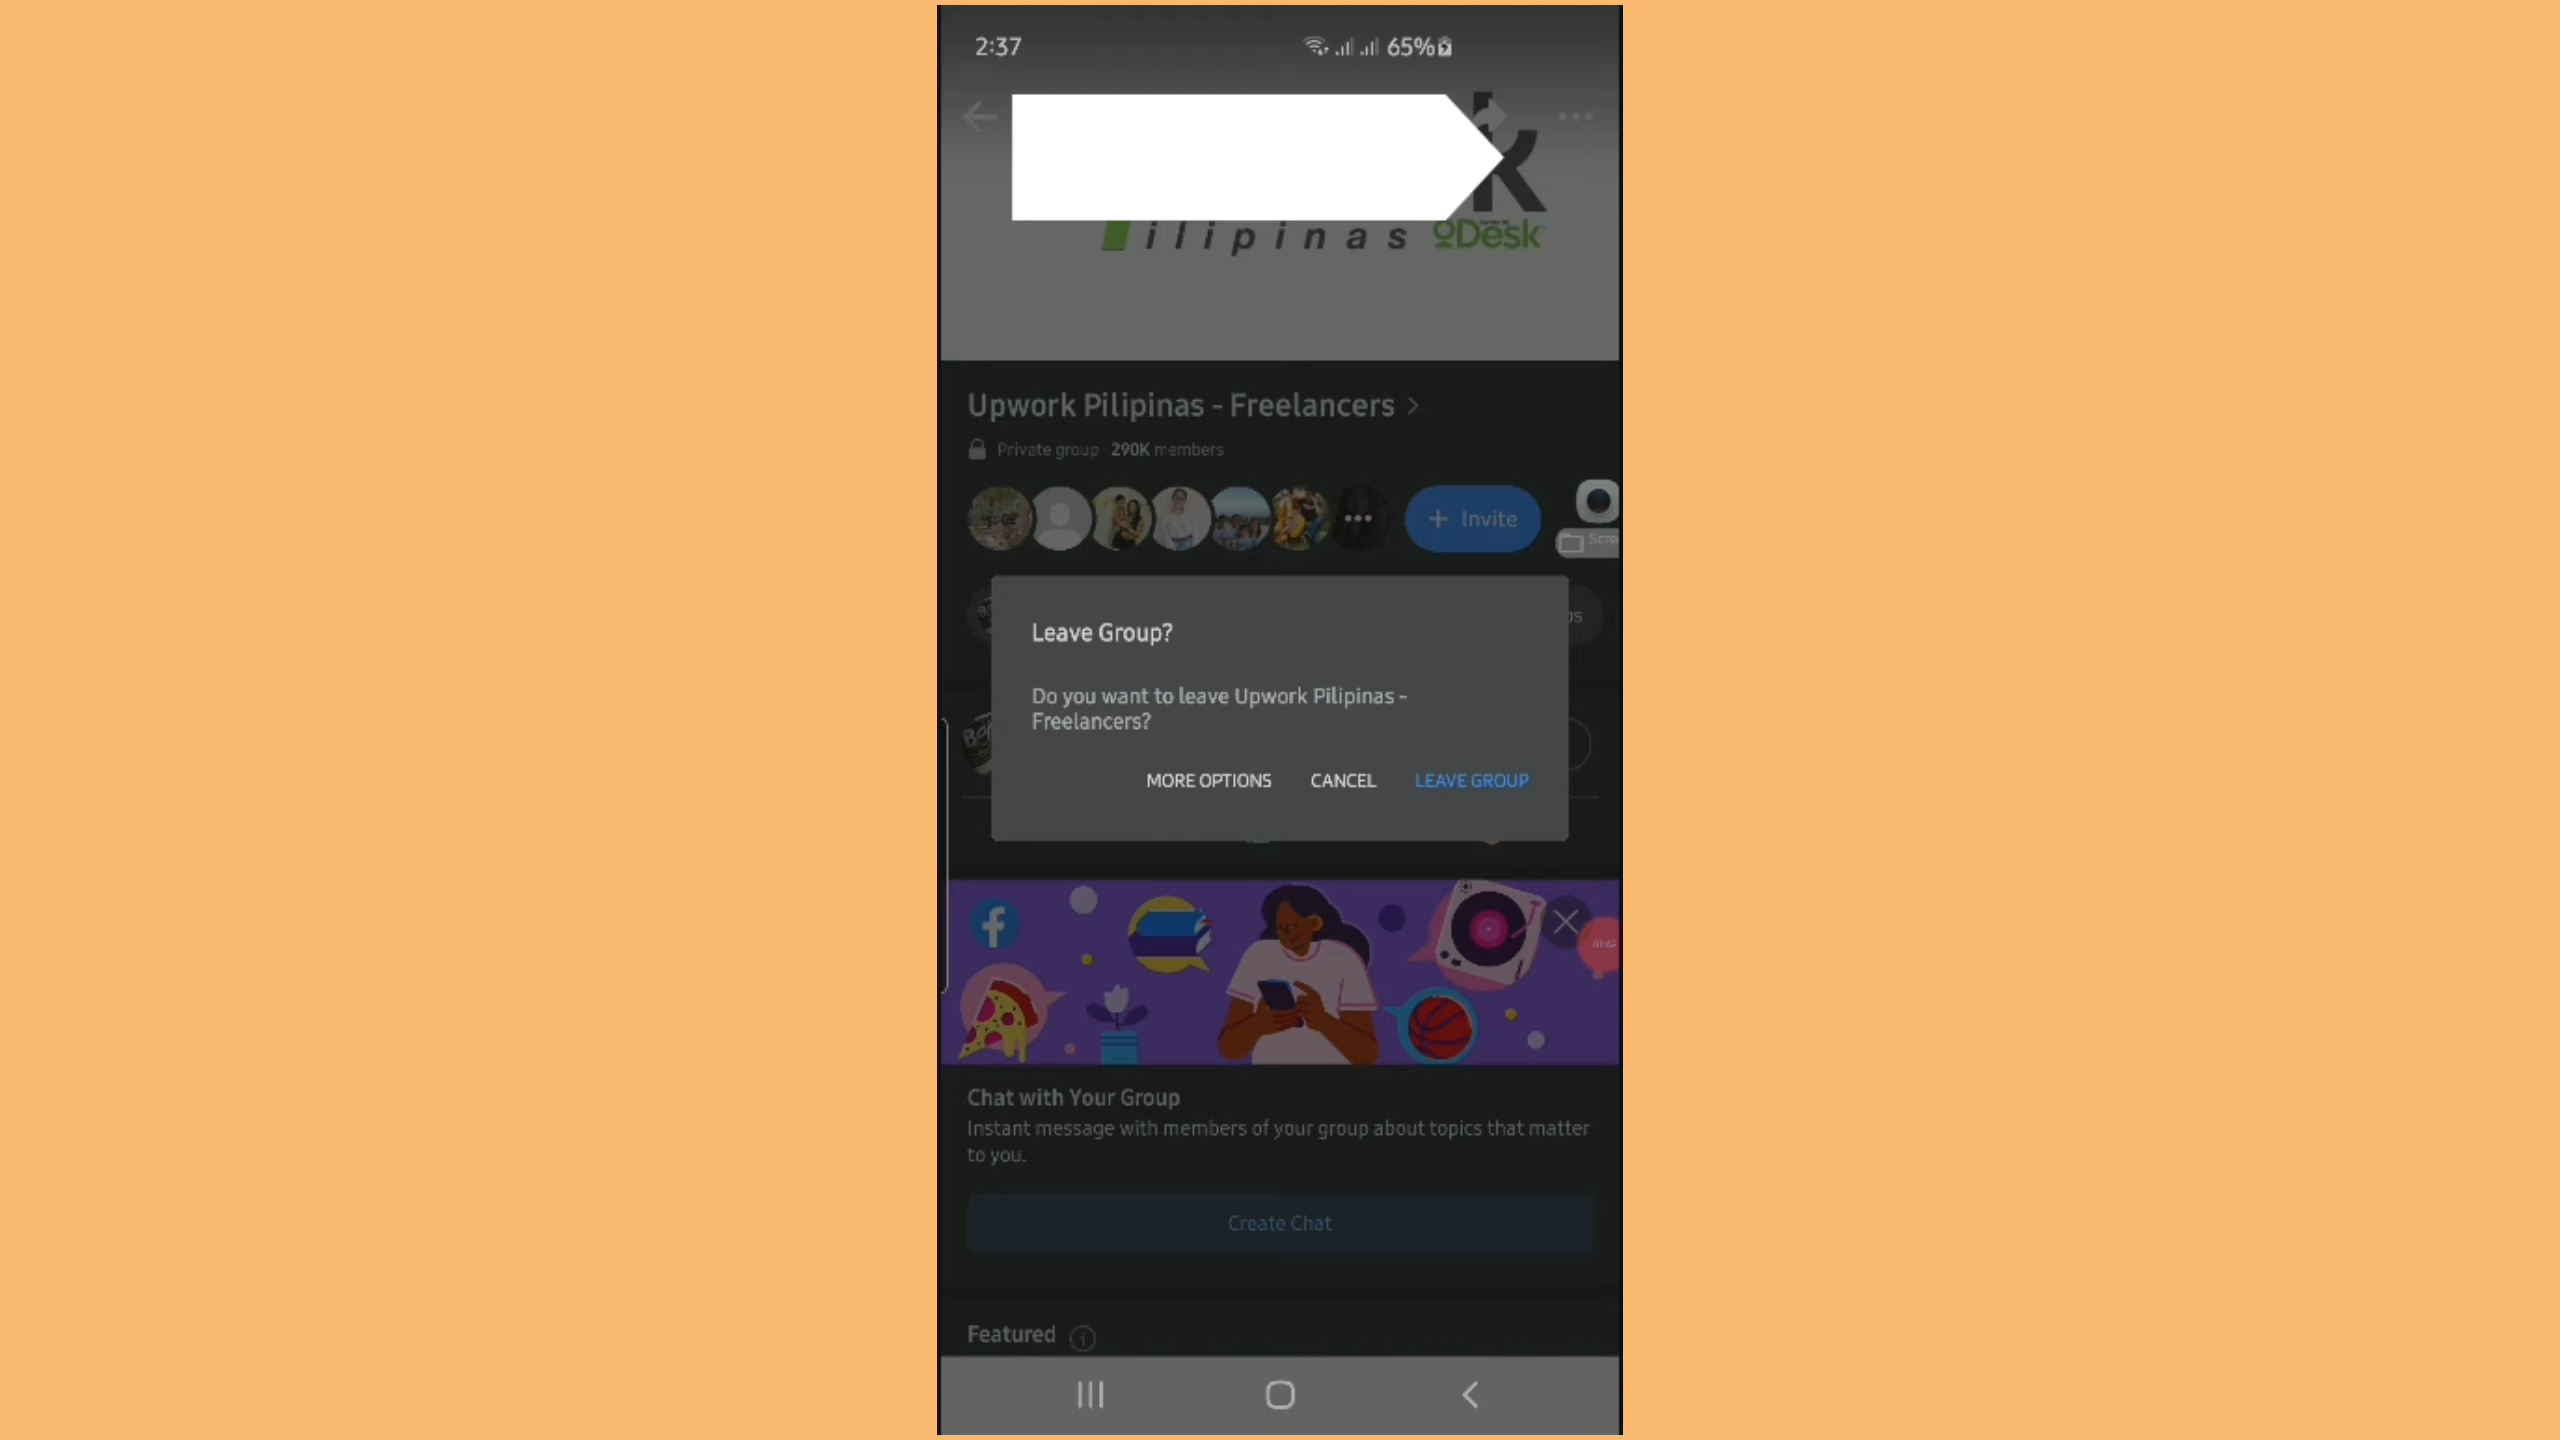 2:37
65%
k
ilipinas oDesk
Upwork Pilipinas - Freelancers
Private group · 290K members
+ Invite
Leave Group?
Do you want to leave Upwork Pilipinas -
Freelancers?
MORE OPTIONS CANCEL LEAVE GROUP
Chat with Your Group
Instant message with members of your group about topics that matter
to you.
Create Chat
Featured